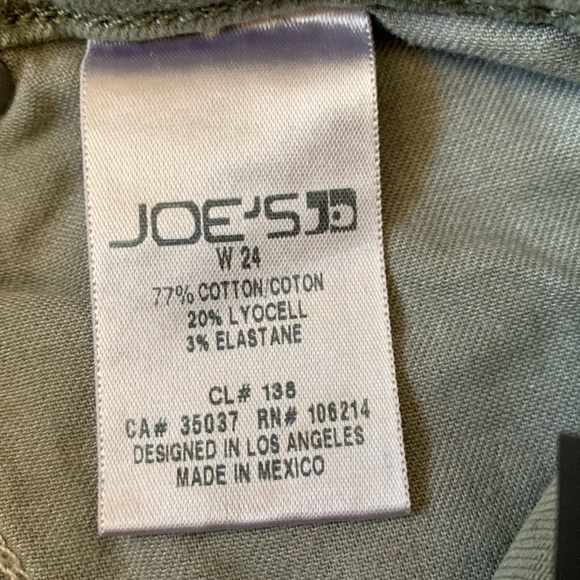 JOE'S JD
W 24
77% COTTON/COTON
20% LYOCELL
3% ELASTANE
CL# 138
CA# 35037 RN# 106214
DESIGNED IN LOS ANGELES
MADE IN MEXICO